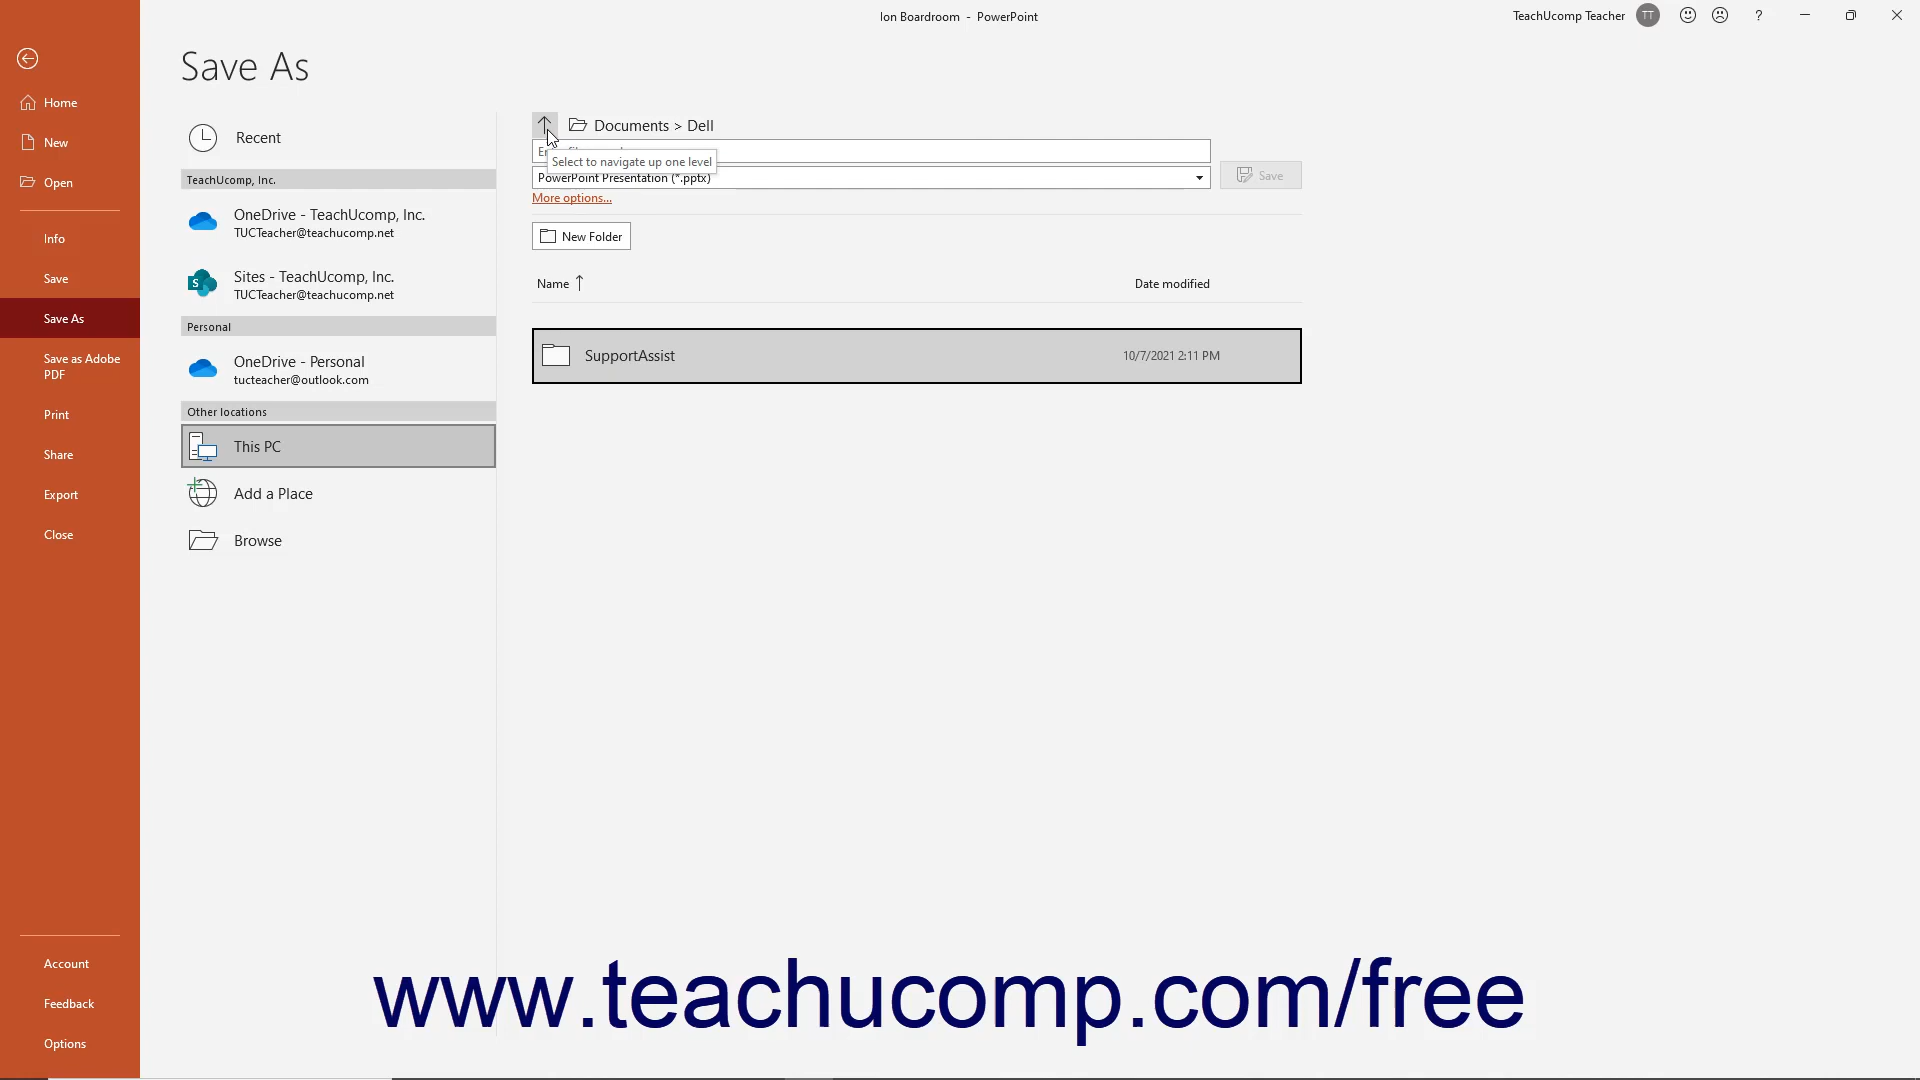 Ion Boardroom - PowerPoint
TeachUcomp Teacher TT
?
Save As
Home
New
Open
Info
Save
Save As
Save as Adobe
PDF
Print
Share
Export
Close
Account
Feedback
Options
Recent
TeachUcomp, Inc.
OneDrive - TeachUcomp, Inc.
TUCTeacher@teachucomp.net
S
Sites - TeachUcomp, Inc.
TUCTeacher@teachucomp.net
Personal
OneDrive - Personal
tucteacher@outlook.com
Other locations
This PC
Add a Place
Browse
Documents > Dell
Select to navigate up one level
PowerPoint Presentation (*.pptx)
Save
More options...
New Folder
Name Date modified
SupportAssist 10/7/2021 2:11 PM
www.teachucomp.com/free